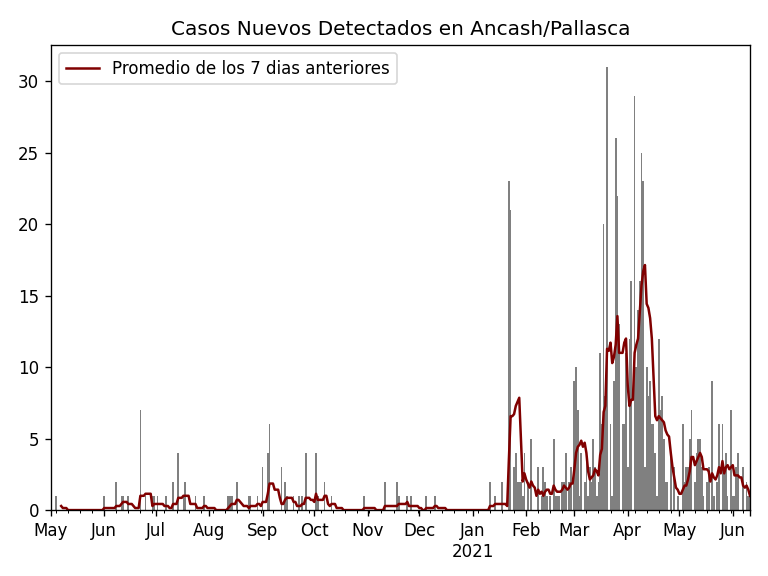 Casos Nuevos Detectados en Ancash/Pallasca
Promedio de los 7 dias anteriores
30
25
20
15
10
5
0
May Jun Jul Aug Sep Oct Nov Dec Jan Feb Mar Apr May Jun
2021